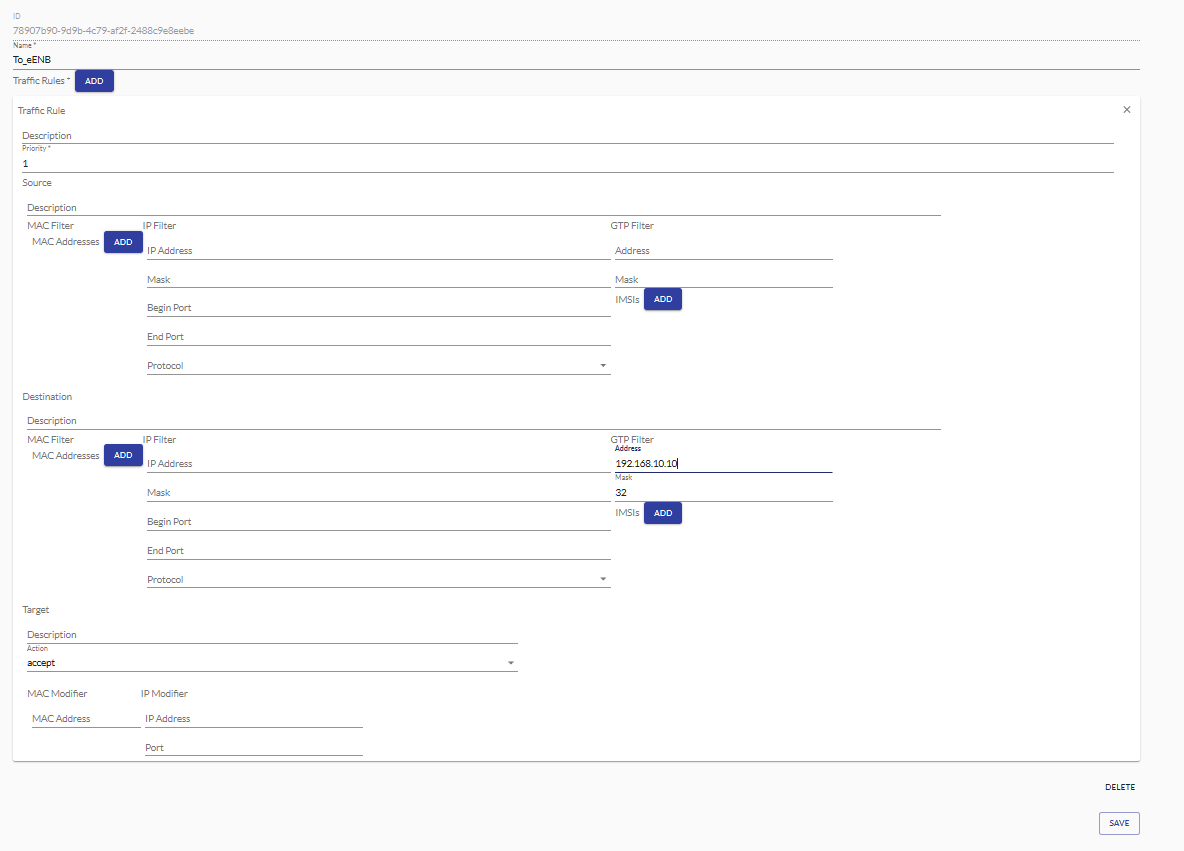 ID
78907b90-9d9b-4c79-af2f-2488c9e8eebe
Name *
To_eENB
Traffic Rules * ADD
Traffic Rule ×
Description
Priority *
1
Source
Description
MAC Filter IP Filter GTP Filter
MAC Addresses ADD IP Address Address
Mask Mask
Begin Port IMSIs ADD
End Port
Protocol
Destination
Description
MAC Filter IP Filter GTP Filter
Address
MAC Addresses ADD IP Address 192.168.10.10
Mask
Mask 32
Begin Port IMSIs ADD
End Port
Protocol
Target
Description
Action
accept
MAC Modifier IP Modifier
MAC Address IP Address
Port
DELETE
SAVE